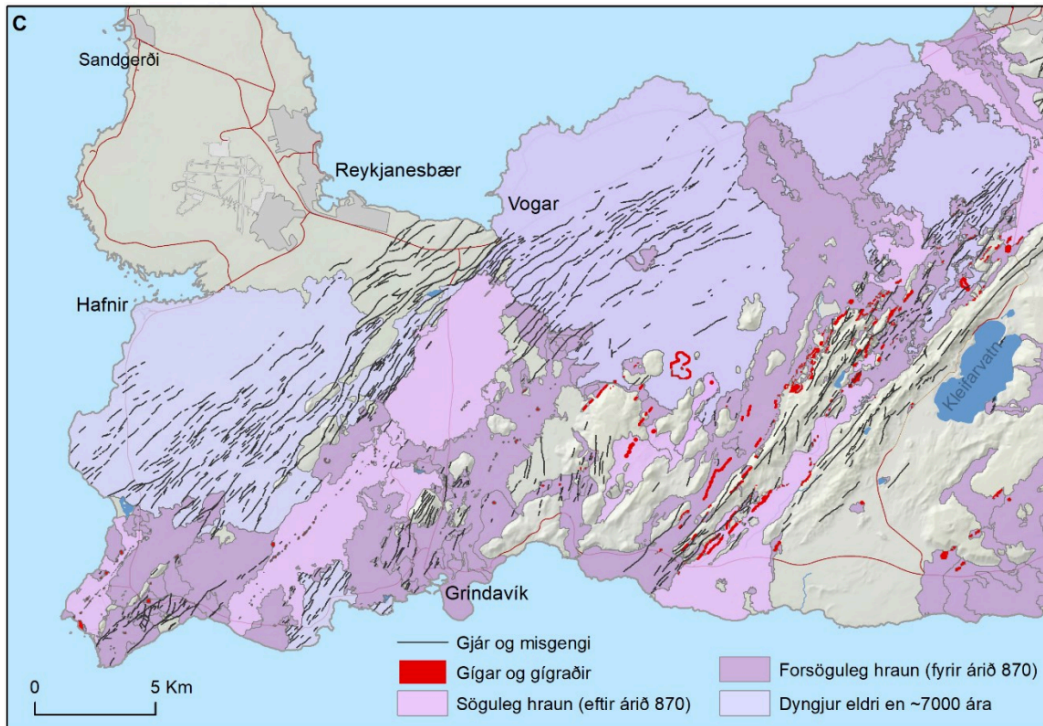 C
Sandgerði
Reykjanesbær
Vogar
Hafnir
Kleifarvatn
Grindavík
Gjár og misgengi
Gígar og gígraðir
Söguleg hraun (eftir árið 870)
Forsöguleg hraun (fyrir árið 870)
Dyngjur eldri en ~7000 ára
0 5 Km